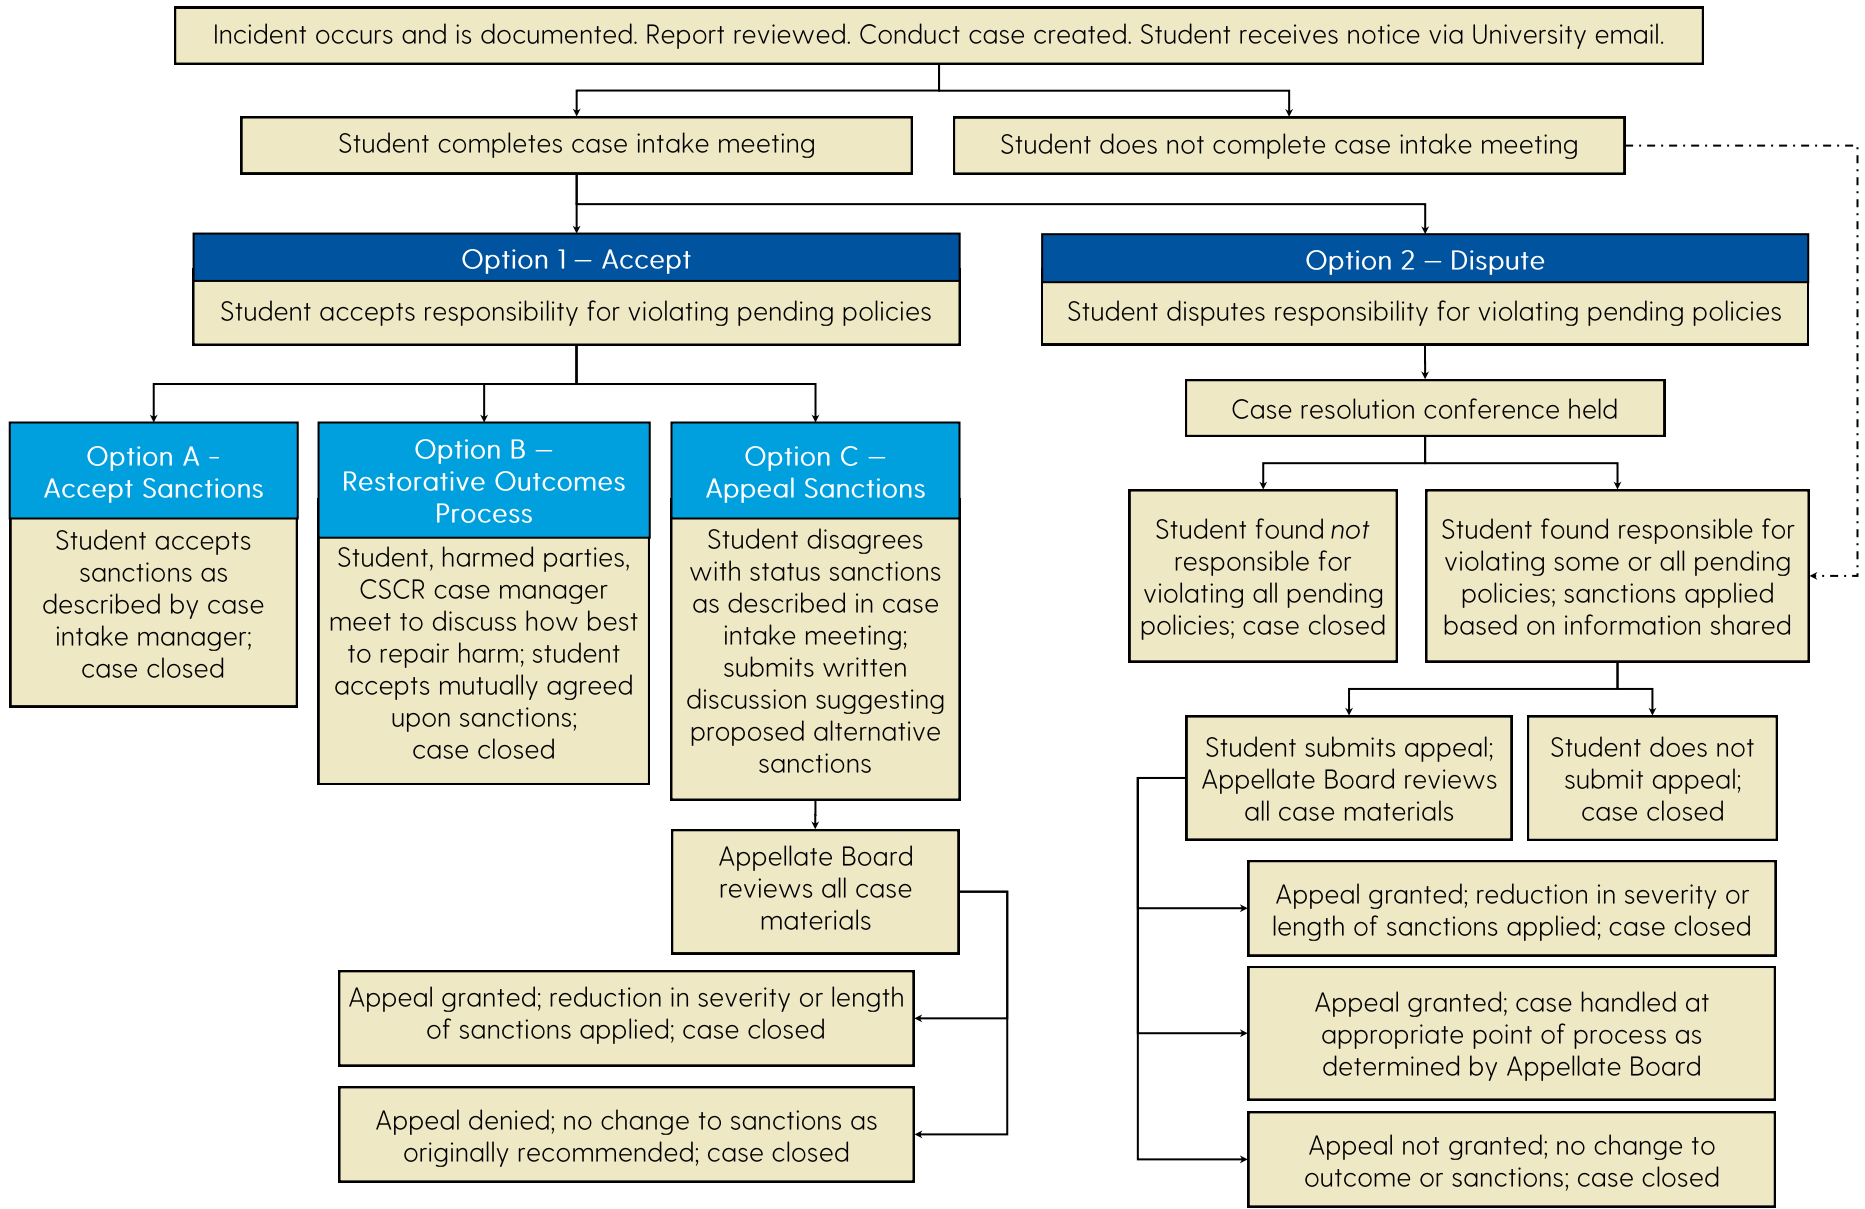 Incident occurs and is documented. Report reviewed. Conduct case created. Student receives notice via University email.
Student completes case intake meeting
Student does not complete case intake meeting
Option 1 – Accept
Student accepts responsibility for violating pending policies
Option 2 – Dispute
Student disputes responsibility for violating pending policies
Case resolution conference held
Option A -
Accept Sanctions
Student accepts
sanctions as
described by case
intake manager;
case closed
Option B –
Restorative Outcomes
Process
Student, harmed parties,
CSCR case manager
meet to discuss how best
to repair harm; student
accepts mutually agreed
upon sanctions;
case closed
Option C –
Appeal Sanctions
Student disagrees
with status sanctions
as described in case
intake meeting;
submits written
discussion suggesting
proposed alternative
sanctions
Appellate Board
reviews all case
materials
Appeal granted; reduction in severity or length
of sanctions applied; case closed
Appeal denied; no change to sanctions as
originally recommended; case closed
Student found not
responsible for
violating all pending
policies; case closed
Student found responsible for
violating some or all pending
policies; sanctions applied
based on information shared
Student submits appeal;
Appellate Board reviews
all case materials
Student does not
submit appeal;
case closed
Appeal granted; reduction in severity or
length of sanctions applied; case closed
Appeal granted; case handled at
appropriate point of process as
determined by Appellate Board
Appeal not granted; no change to
outcome or sanctions; case closed